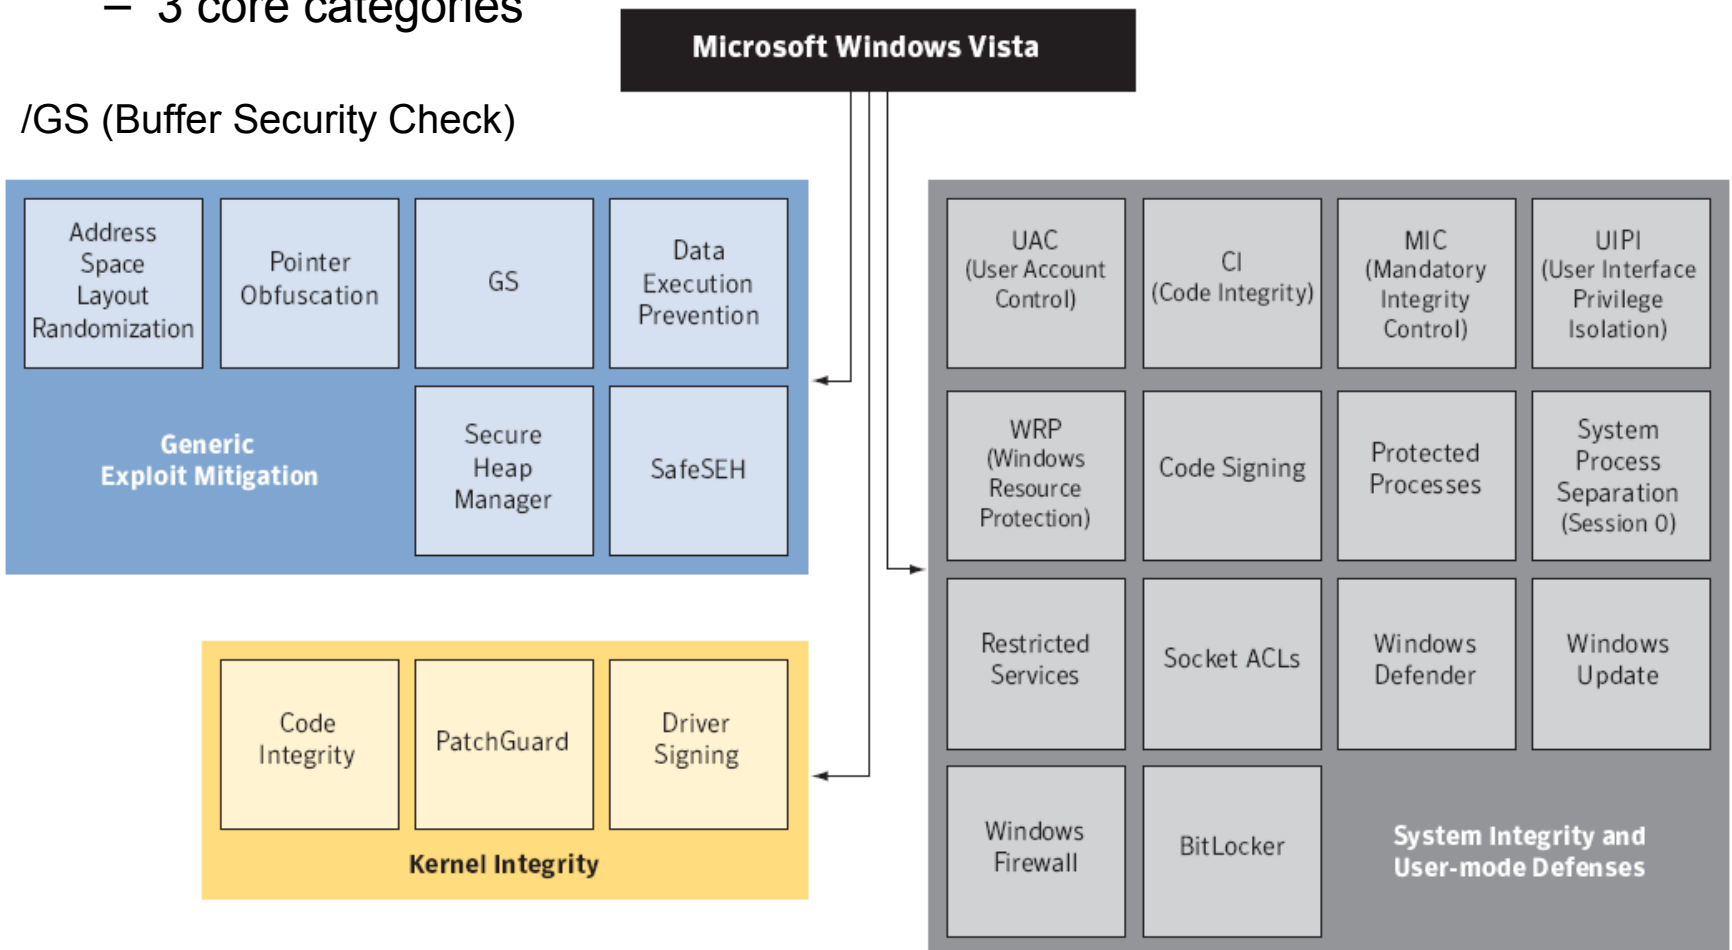 – 3 core categories
Microsoft Windows Vista
/GS (Buffer Security Check)
Address
Space
Layout
Randomization
Pointer
Obfuscation
GS
Data
Execution
Prevention
Generic
Exploit Mitigation
Secure
Heap
Manager
SafeSEH
Code
Integrity
PatchGuard
Driver
Signing
Kernel Integrity
UAC
(User Account
Control)
CI
(Code Integrity)
MIC
(Mandatory
Integrity
Control)
UIPI
(User Interface
Privilege
Isolation)
WRP
(Windows
Resource
Protection)
Code Signing
Protected
Processes
System
Process
Separation
(Session 0)
Restricted
Services
Socket ACLs
Windows
Defender
Windows
Update
Windows
Firewall
BitLocker
System Integrity and
User-mode Defenses